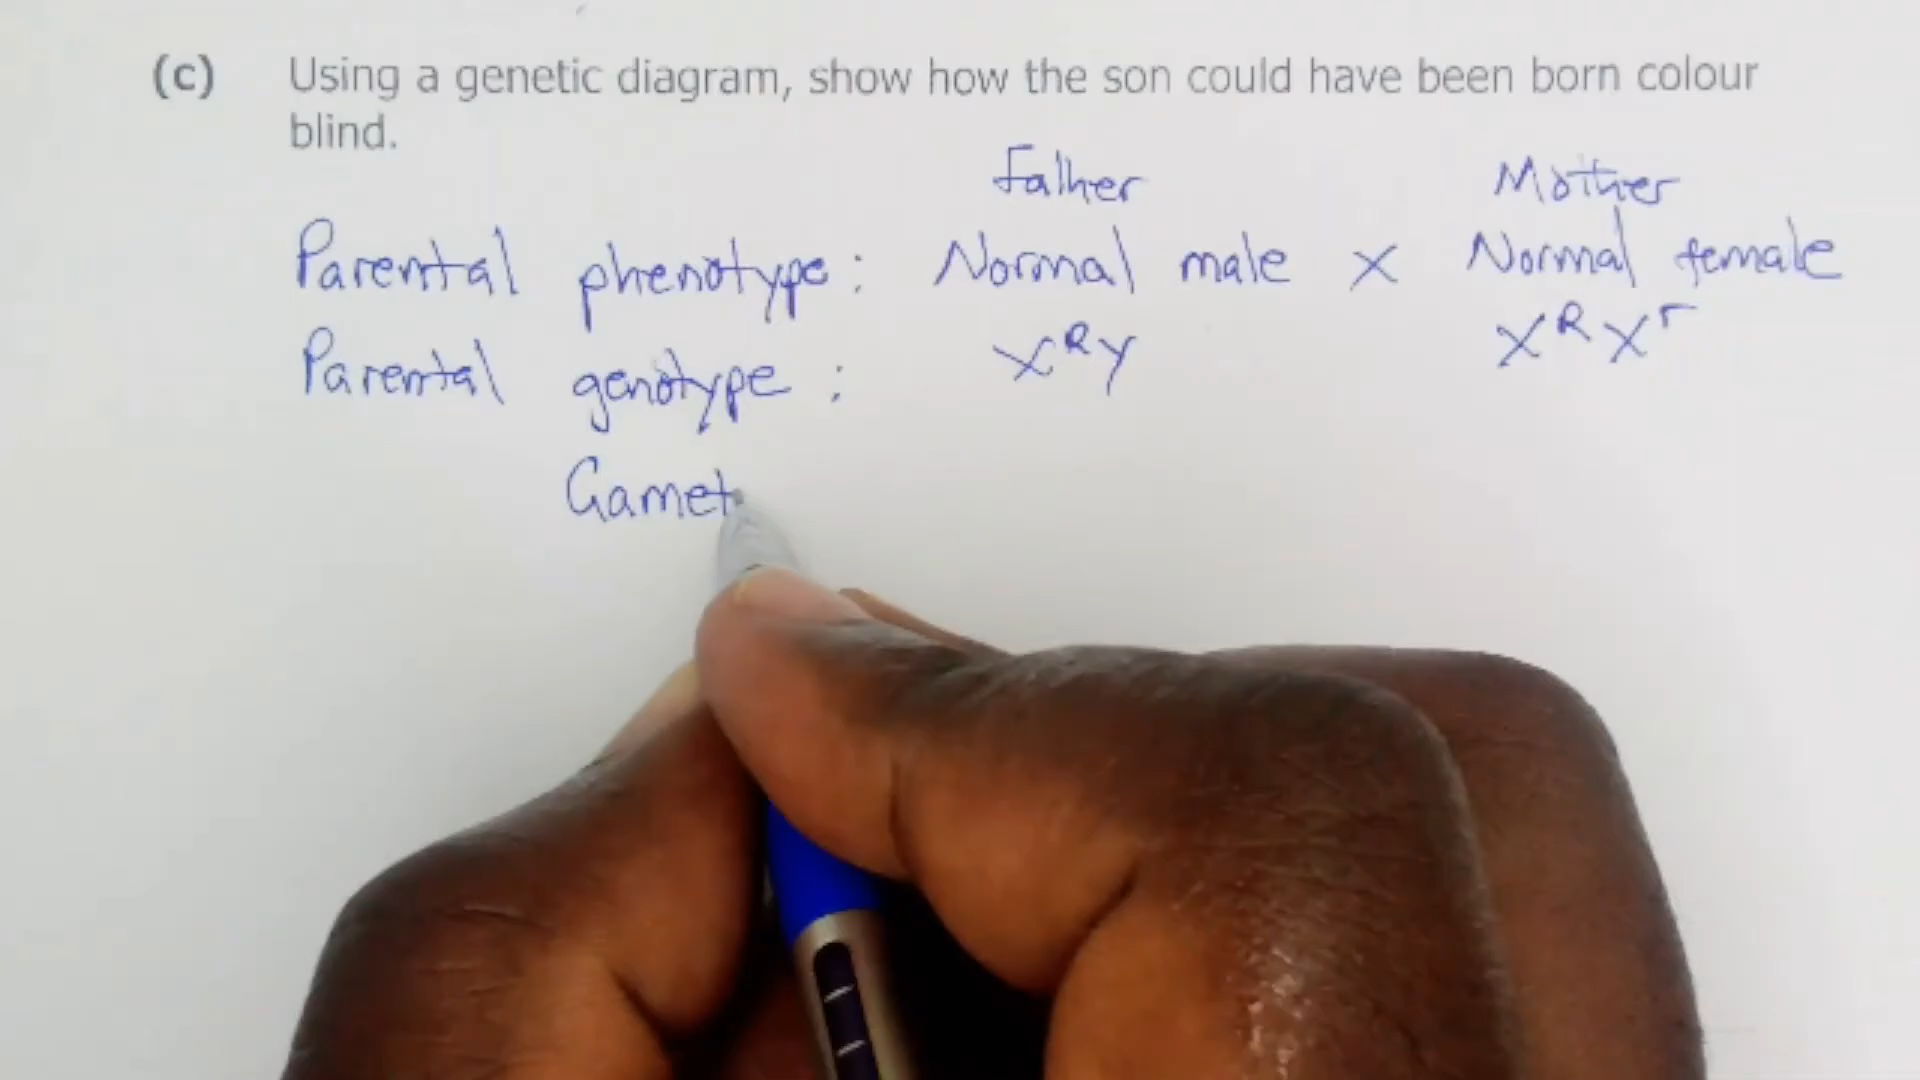 (c) Using a genetic diagram, show how the son could have been born colour
blind.
Father Mother
Parental phenotype: Normal male X Normal female
Parental genotype: XᴿY XᴿXʳ
Gamet